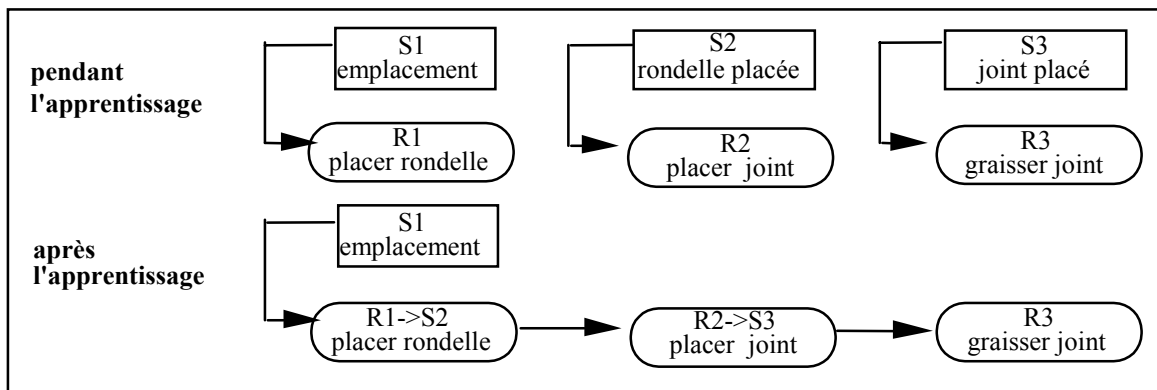 S1
emplacement
S2
rondelle placée
S3
joint placé
pendant
l'apprentissage
R1
placer rondelle
R2
placer joint
R3
graisser joint
S1
emplacement
après
l'apprentissage
R1->S2
placer rondelle
R2->S3
placer joint
R3
graisser joint